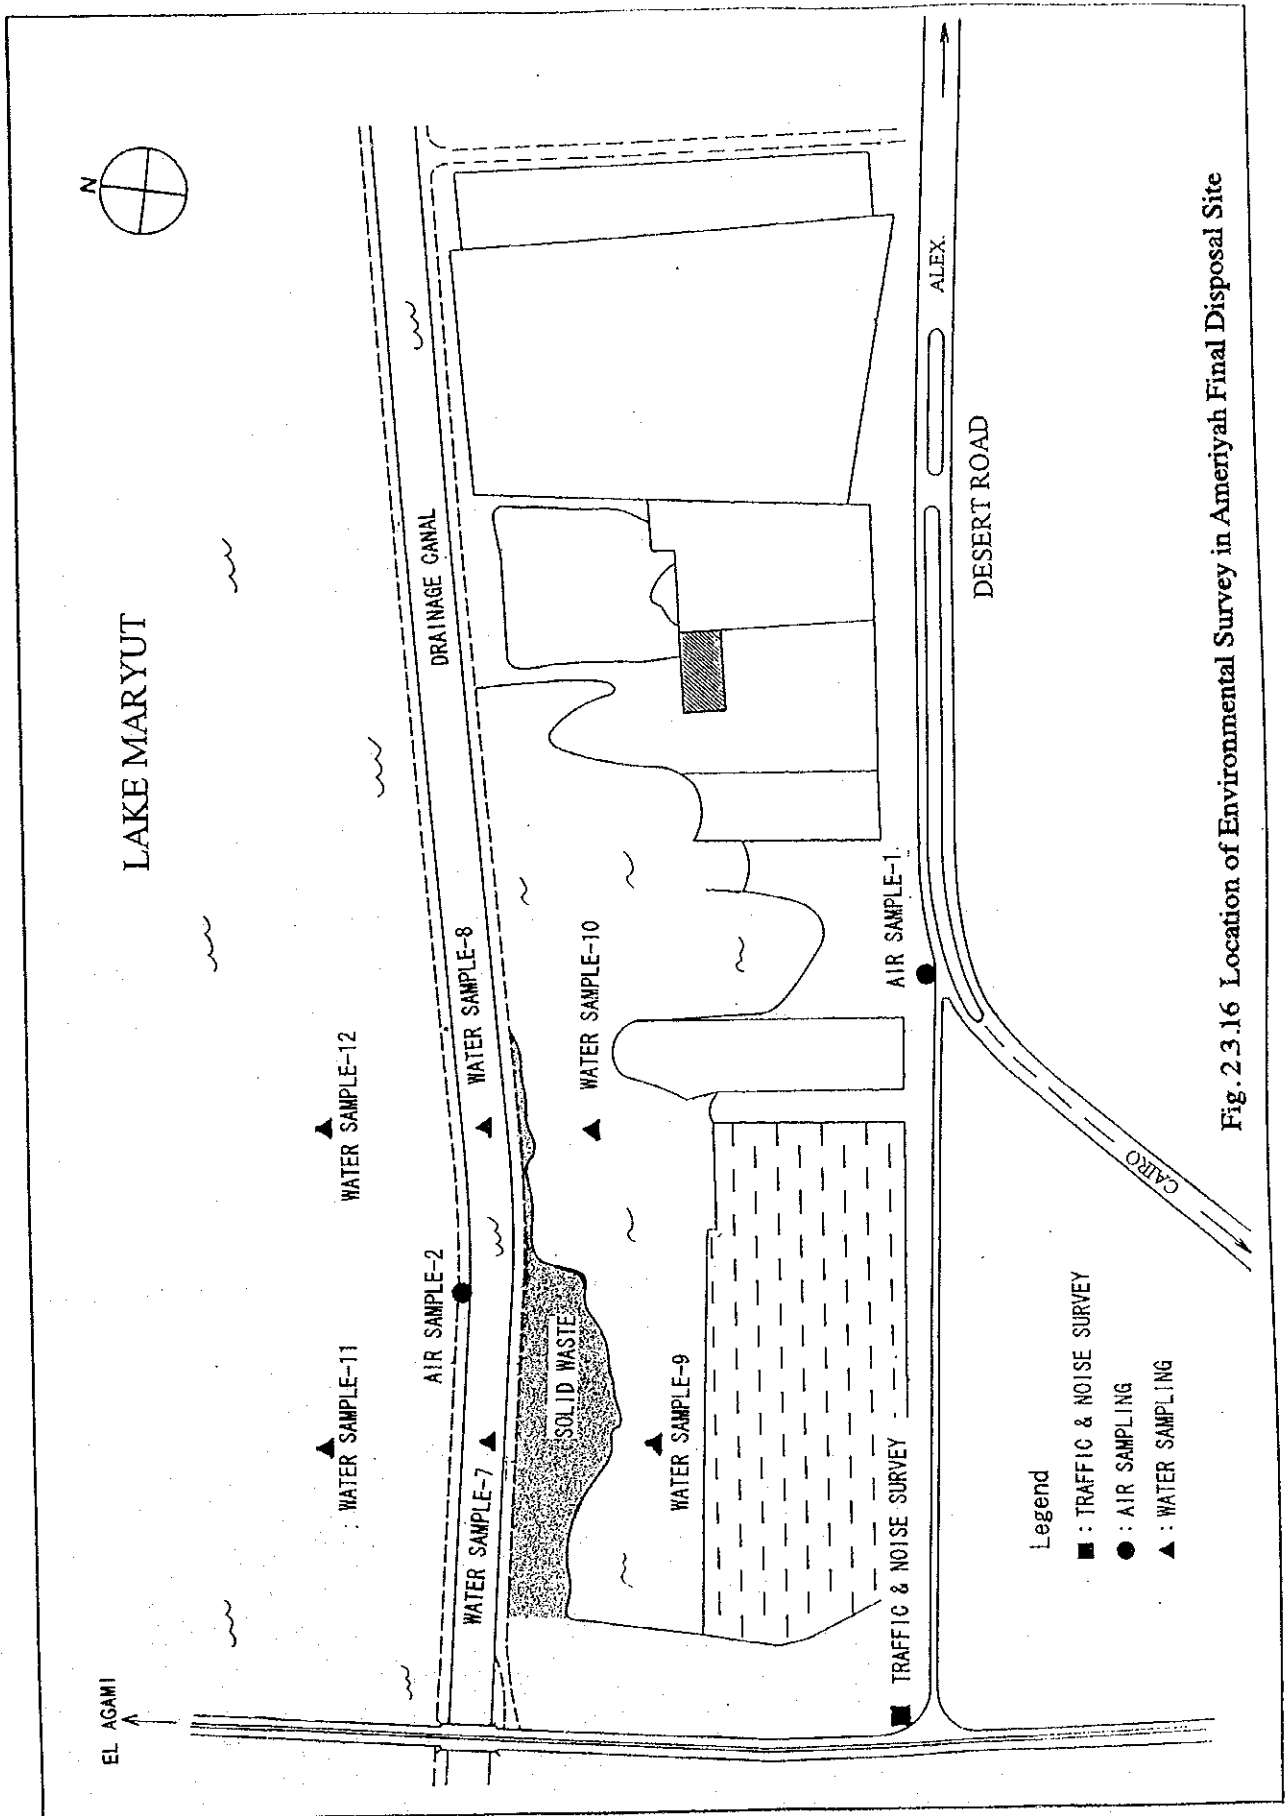 EL AGAMI
N
LAKE MARYUT
: WATER SAMPLE-11
WATER SAMPLE-12
AIR SAMPLE-2
DRAINAGE CANAL
WATER SAMPLE-7
WATER SAMPLE-8
SOLID WASTE
WATER SAMPLE-10
WATER SAMPLE-9
TRAFFIC & NOISE SURVEY
AIR SAMPLE-1
ALEX.
DESERT ROAD
CAIRO
Legend
■ : TRAFFIC & NOISE SURVEY
● : AIR SAMPLING
▲ : WATER SAMPLING
Fig. 2.3.16 Location of Environmental Survey in Ameriyah Final Disposal Site